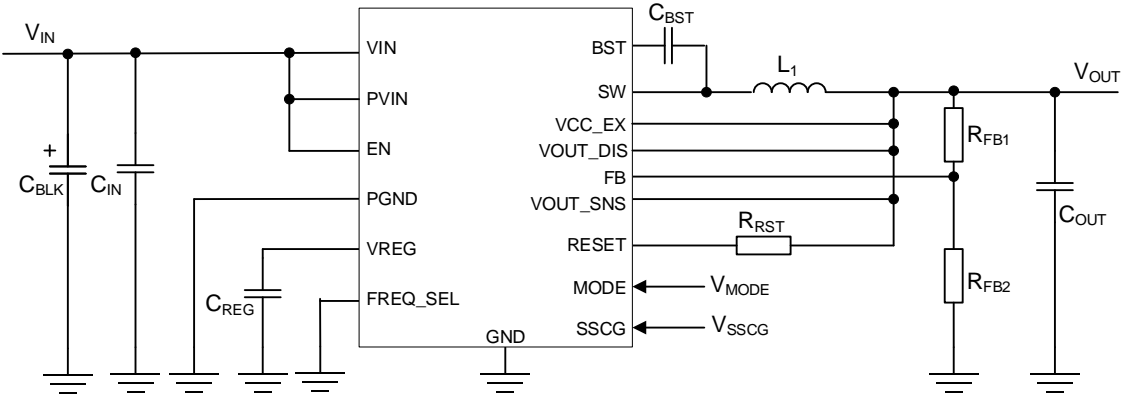 V_IN
C_BLK
+
C_IN
C_REG
VIN
PVIN
EN
PGND
VREG
FREQ_SEL
GND
BST
SW
VCC_EX
VOUT_DIS
FB
VOUT_SNS
RESET
MODE
SSCG
C_BST
L_1
R_RST
V_MODE
V_SSCG
V_OUT
R_FB1
R_FB2
C_OUT